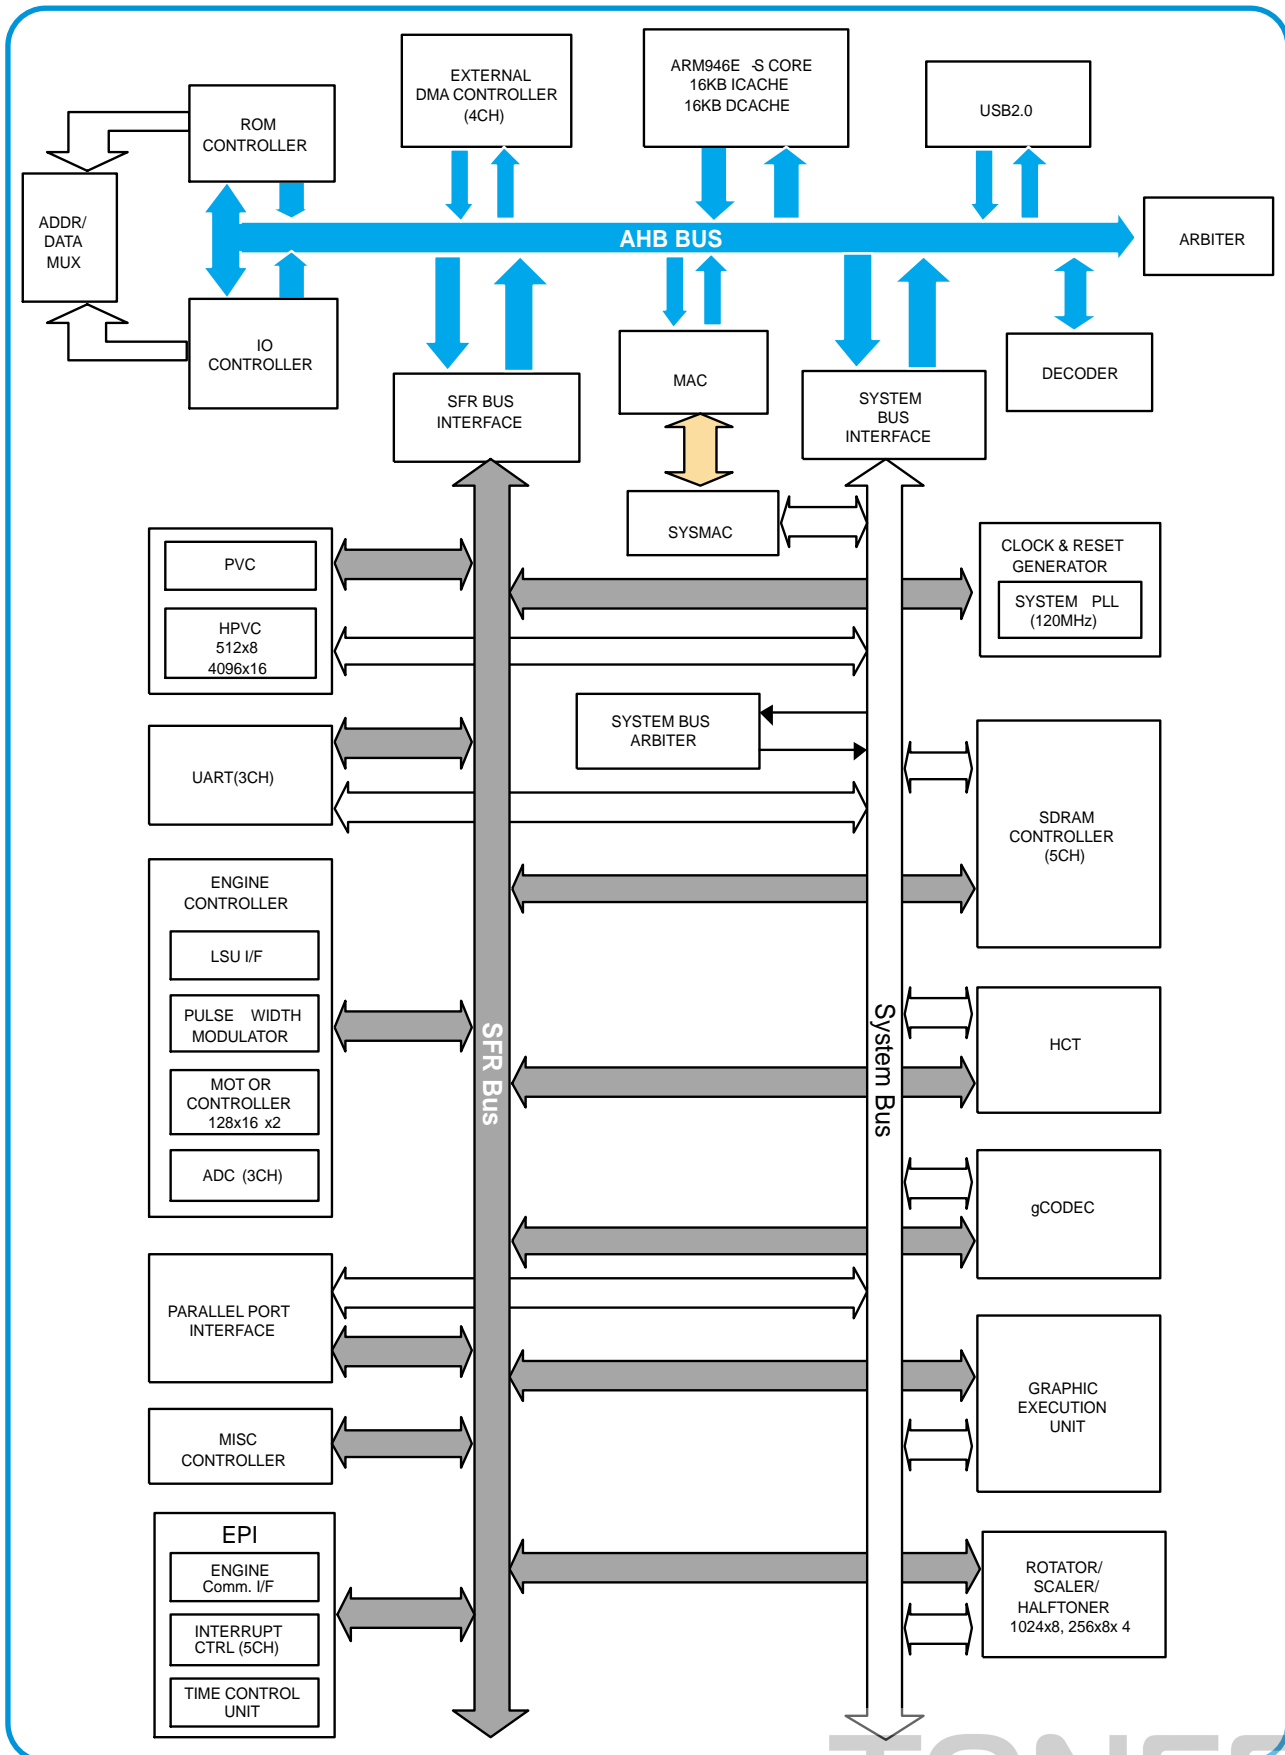 EXTERNAL
DMA CONTROLLER
(4CH)
ARM946E -S CORE
16KB ICACHE
16KB DCACHE
USB2.0
ROM
CONTROLLER
ADDR/
DATA
MUX
AHB BUS
ARBITER
IO
CONTROLLER
SFR BUS
INTERFACE
MAC
SYSTEM
BUS
INTERFACE
DECODER
SYSMAC
PVC
HPVC
512x8
4096x16
CLOCK & RESET
GENERATOR
SYSTEM PLL
(120MHz)
SYSTEM BUS
ARBITER
UART(3CH)
SDRAM
CONTROLLER
(5CH)
ENGINE
CONTROLLER
LSU I/F
PULSE WIDTH
MODULATOR
MOT OR
CONTROLLER
128x16 x2
ADC (3CH)
SFR Bus
System Bus
HCT
gCODEC
PARALLEL PORT
INTERFACE
GRAPHIC
EXECUTION
UNIT
MISC
CONTROLLER
EPI
ENGINE
Comm. I/F
INTERRUPT
CTRL (5CH)
TIME CONTROL
UNIT
ROTATOR/
SCALER/
HALFTONER
1024x8, 256x8x 4